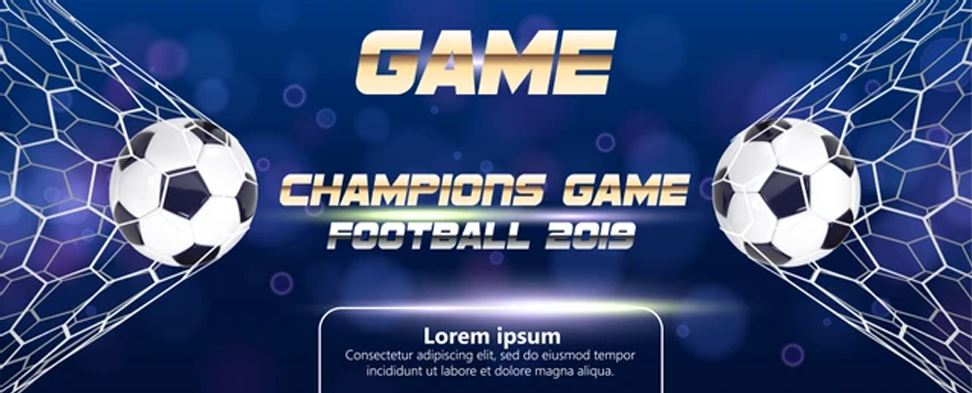 GAME
CHAMPIONS GAME
FOOTBALL 2019
Lorem ipsum
Consectetur adipiscing elit, sed do eiusmod tempor
incididunt ut labore et dolore magna aliqua.